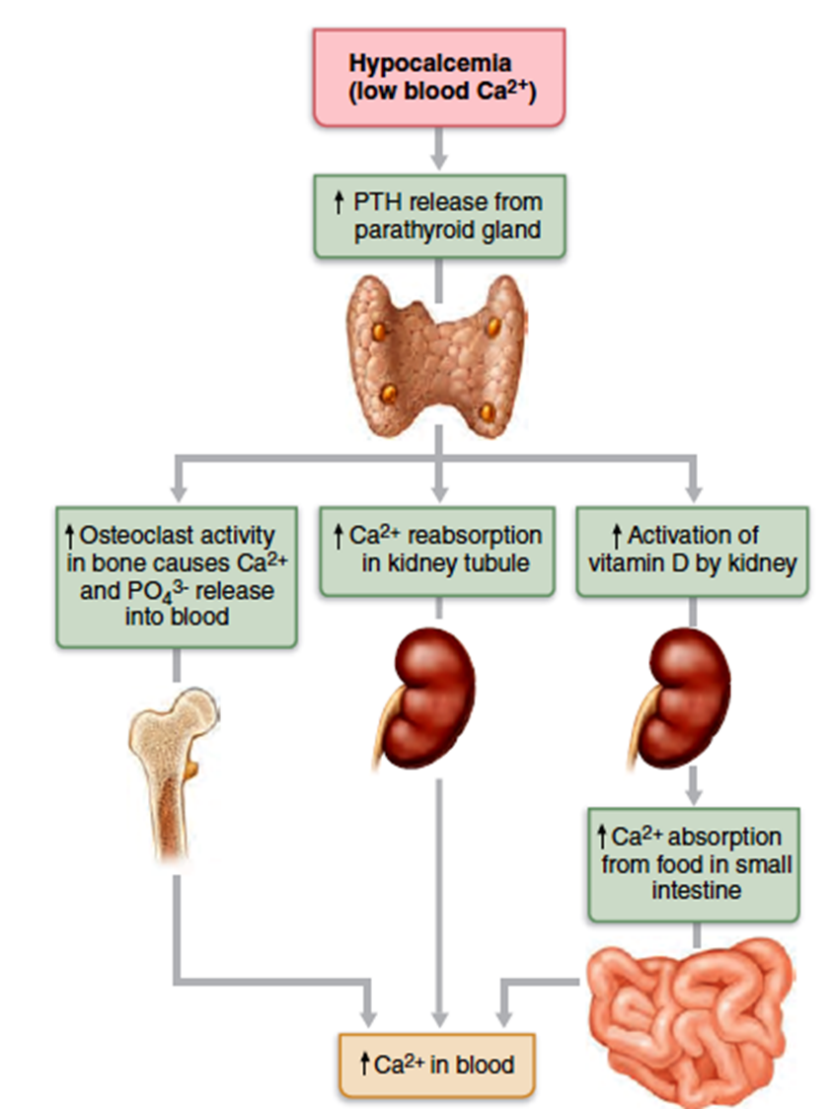 Hypocalcemia
(low blood Ca²⁺)
↑ PTH release from
parathyroid gland
↑ Osteoclast activity
in bone causes Ca²⁺
and PO₄³⁻ release
into blood
↑ Ca²⁺ reabsorption
in kidney tubule
↑ Activation of
vitamin D by kidney
↑ Ca²⁺ absorption
from food in small
intestine
↑ Ca²⁺ in blood